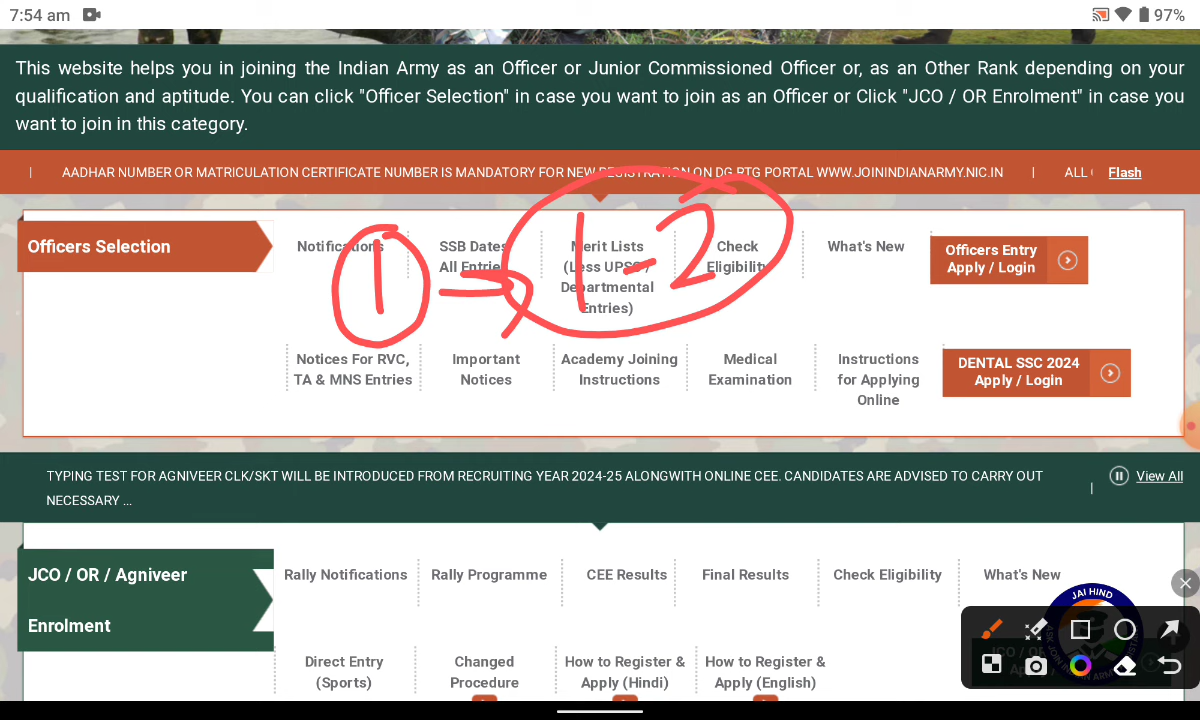 7:54 am
97%
This website helps you in joining the Indian Army as an Officer or Junior Commissioned Officer or, as an Other Rank depending on your
qualification and aptitude. You can click "Officer Selection" in case you want to join as an Officer or Click "JCO / OR Enrolment" in case you
want to join in this category.
| AADHAR NUMBER OR MATRICULATION CERTIFICATE NUMBER IS MANDATORY FOR NEW REGISTRATION ON DG RTG PORTAL WWW.JOININDIANARMY.NIC.IN | ALL Flash
Officers Selection
Notifications
SSB Dates
All Entries
Merit Lists
(Less UPSC /
Departmental
Entries)
Check
Eligibility
What's New
Officers Entry
Apply / Login
1 → 1-2
Notices For RVC,
TA & MNS Entries
Important
Notices
Academy Joining
Instructions
Medical
Examination
Instructions
for Applying
Online
DENTAL SSC 2024
Apply / Login
TYPING TEST FOR AGNIVEER CLK/SKT WILL BE INTRODUCED FROM RECRUITING YEAR 2024-25 ALONGWITH ONLINE CEE. CANDIDATES ARE ADVISED TO CARRY OUT
NECESSARY ...
| View All
JCO / OR / Agniveer
Enrolment
Rally Notifications
Rally Programme
CEE Results
Final Results
Check Eligibility
What's New
JAI HIND
Direct Entry
(Sports)
Changed
Procedure
How to Register &
Apply (Hindi)
How to Register &
Apply (English)